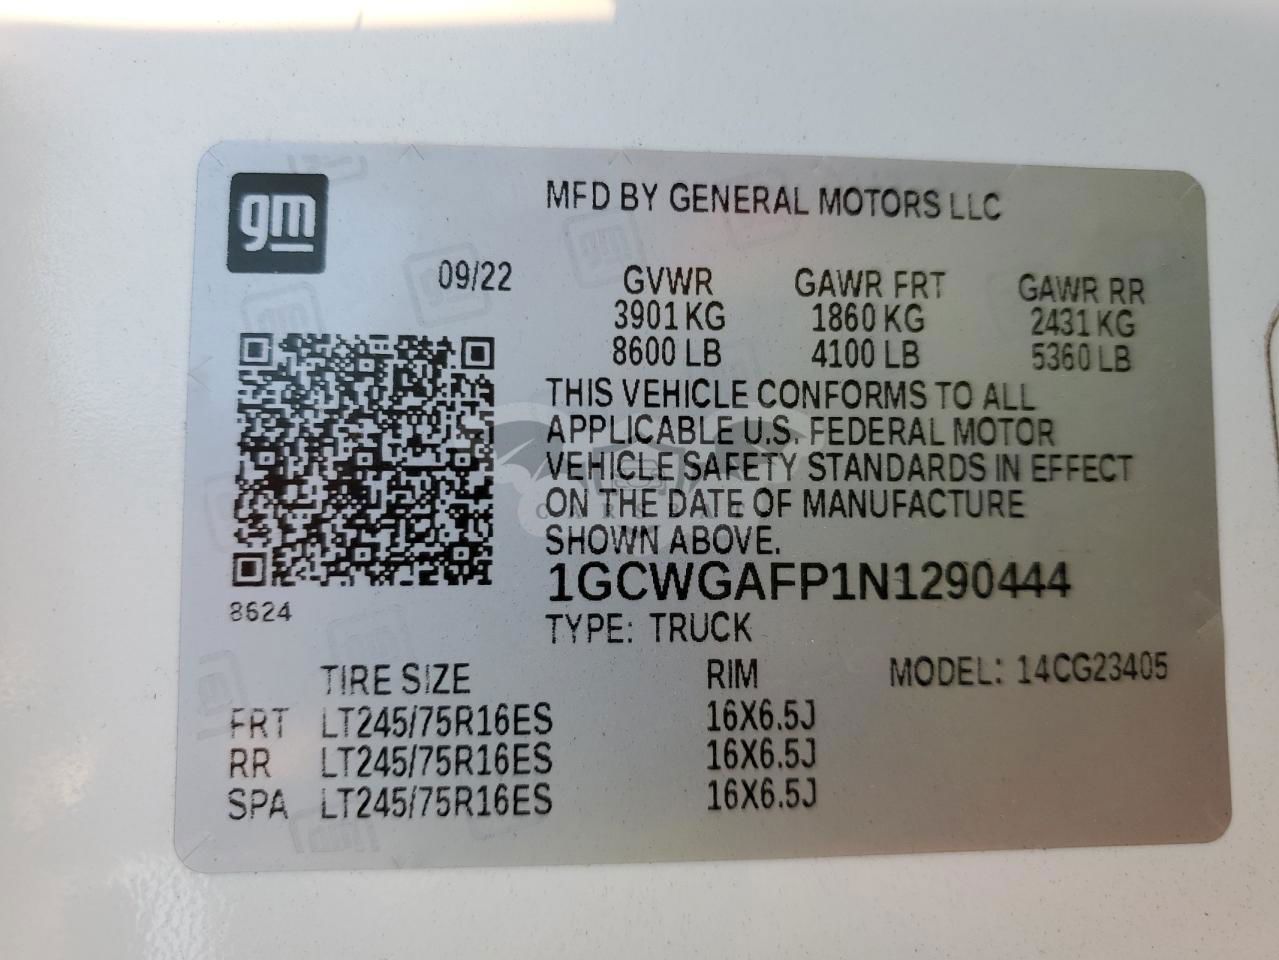 gm
MFD BY GENERAL MOTORS LLC
09/22
GVWR GAWR FRT GAWR RR
3901 KG 1860 KG 2431 KG
8600 LB 4100 LB 5360 LB
THIS VEHICLE CONFORMS TO ALL
APPLICABLE U.S. FEDERAL MOTOR
VEHICLE SAFETY STANDARDS IN EFFECT
ON THE DATE OF MANUFACTURE
SHOWN ABOVE.
1GCWGAFP1N1290444
8624
TYPE: TRUCK
TIRE SIZE RIM MODEL: 14CG23405
FRT LT245/75R16ES 16X6.5J
RR LT245/75R16ES 16X6.5J
SPA LT245/75R16ES 16X6.5J